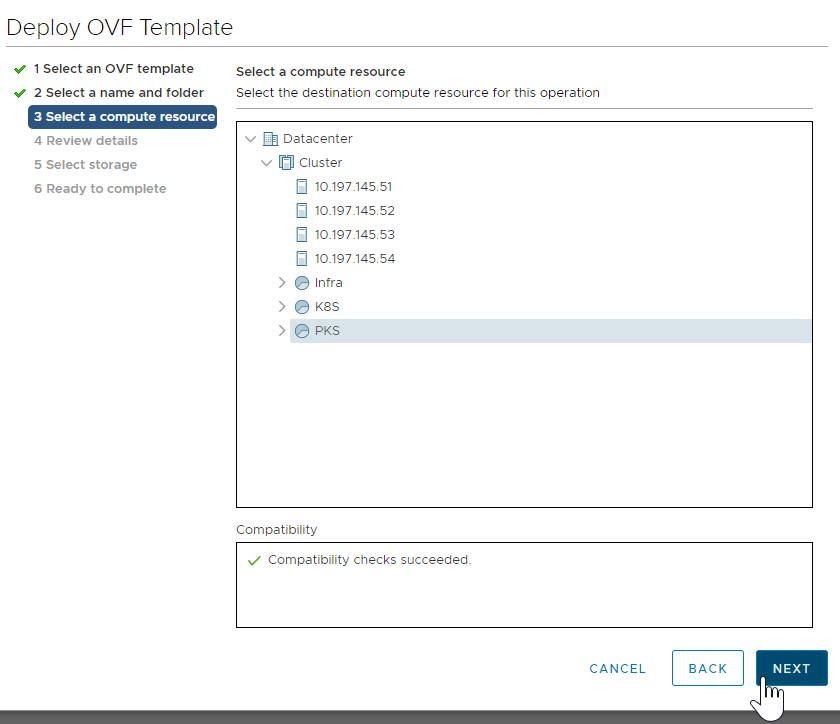 Deploy OVF Template
1 Select an OVF template
2 Select a name and folder
3 Select a compute resource
4 Review details
5 Select storage
6 Ready to complete
Select a compute resource
Select the destination compute resource for this operation
Datacenter
Cluster
10.197.145.51
10.197.145.52
10.197.145.53
10.197.145.54
Infra
K8S
PKS
Compatibility
Compatibility checks succeeded.
CANCEL
BACK
NEXT